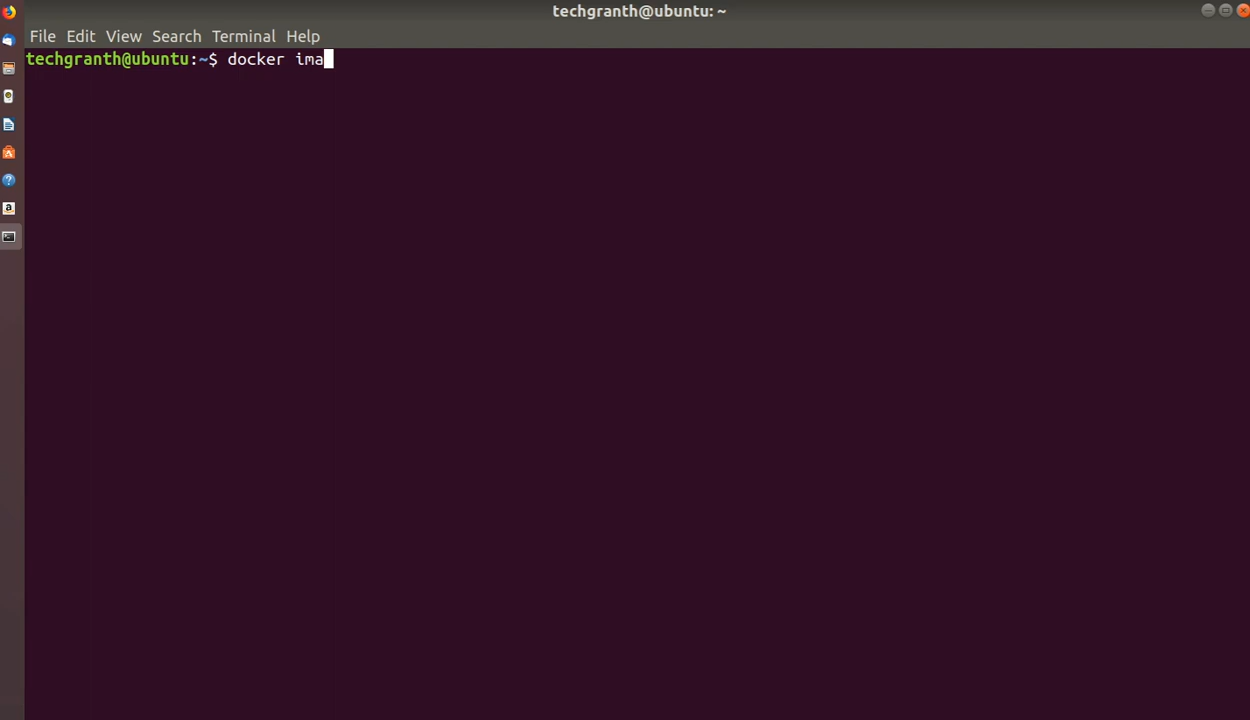 techgranth@ubuntu: ~
File Edit View Search Terminal Help
techgranth@ubuntu:~$ docker ima